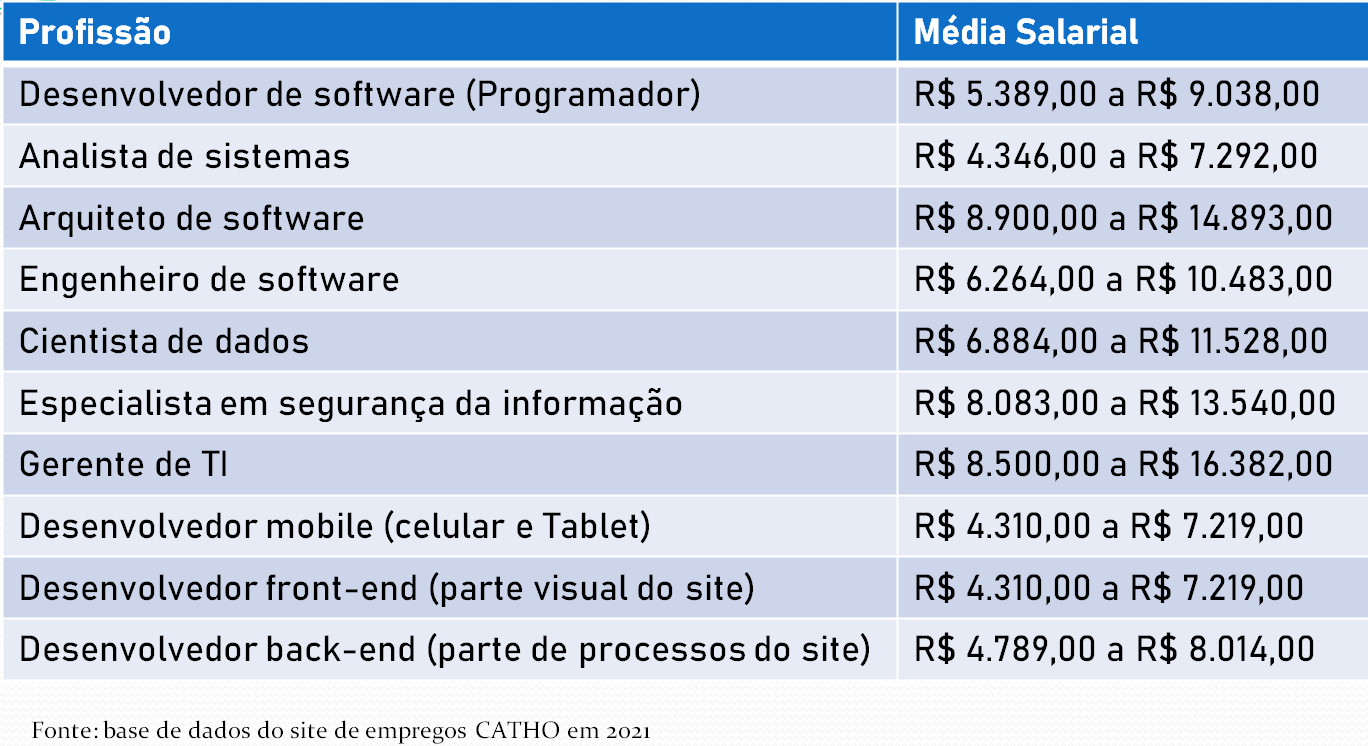 Profissão Média Salarial
Desenvolvedor de software (Programador) R$ 5.389,00 a R$ 9.038,00
Analista de sistemas R$ 4.346,00 a R$ 7.292,00
Arquiteto de software R$ 8.900,00 a R$ 14.893,00
Engenheiro de software R$ 6.264,00 a R$ 10.483,00
Cientista de dados R$ 6.884,00 a R$ 11.528,00
Especialista em segurança da informação R$ 8.083,00 a R$ 13.540,00
Gerente de TI R$ 8.500,00 a R$ 16.382,00
Desenvolvedor mobile (celular e Tablet) R$ 4.310,00 a R$ 7.219,00
Desenvolvedor front-end (parte visual do site) R$ 4.310,00 a R$ 7.219,00
Desenvolvedor back-end (parte de processos do site) R$ 4.789,00 a R$ 8.014,00
Fonte: base de dados do site de empregos CATHO em 2021